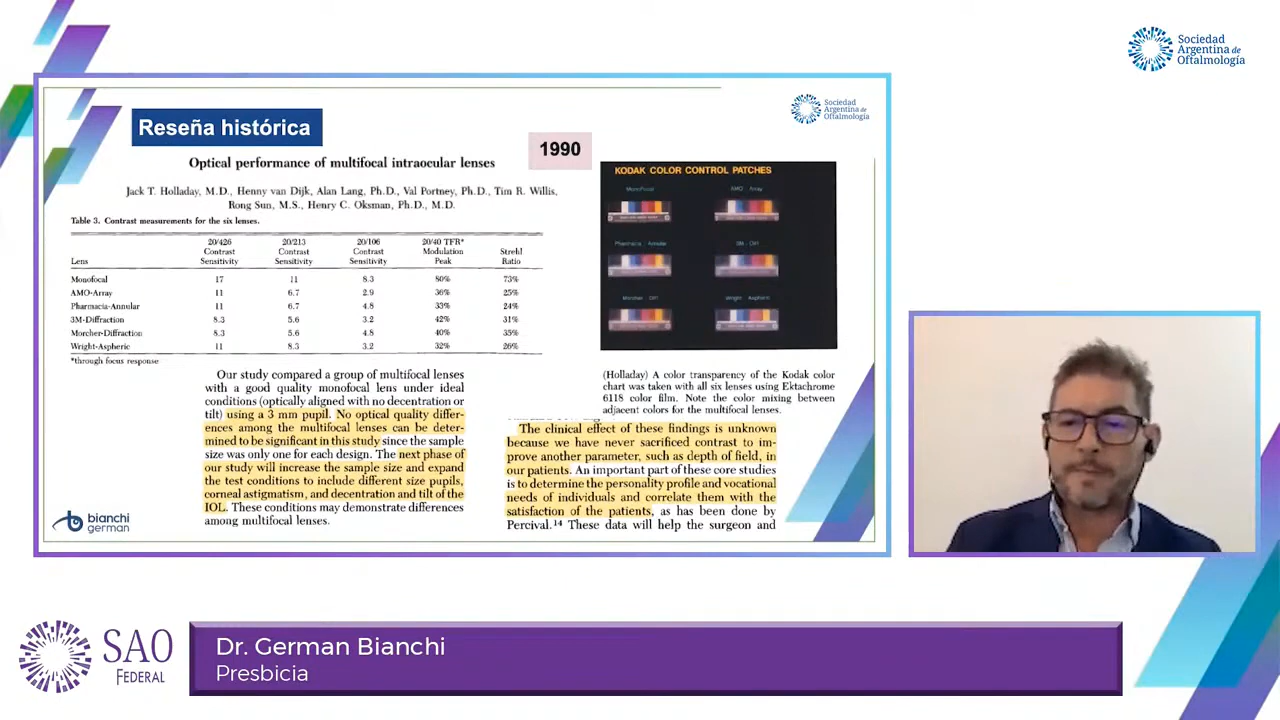 Sociedad
Argentina de
Oftalmología
Reseña histórica
Sociedad
Argentina de
Oftalmología
1990
Optical performance of multifocal intraocular lenses
Jack T. Holladay, M.D., Henny van Dijk, Alan Lang, Ph.D., Val Portney, Ph.D., Tim R. Willis,
Rong Sun, M.S., Henry C. Oksman, Ph.D., M.D.
Table 3. Contrast measurements for the six lenses.
Lens 20/426 Contrast Sensitivity 20/213 Contrast Sensitivity 20/106 Contrast Sensitivity 20/40 TFR* Modulation Peak Strehl Ratio
Monofocal 17 11 8.3 80% 73%
AMO-Array 11 6.7 2.9 36% 25%
Pharmacia-Annular 11 6.7 4.8 33% 24%
3M-Diffraction 8.3 5.6 3.2 42% 31%
Morcher-Diffraction 8.3 5.6 4.8 40% 35%
Wright-Aspheric 11 8.3 3.2 32% 26%
*through focus response
Our study compared a group of multifocal lenses
with a good quality monofocal lens under ideal
conditions (optically aligned with no decentration or
tilt) using a 3 mm pupil. No optical quality differ-
ences among the multifocal lenses can be deter-
mined to be significant in this study since the sample
size was only one for each design. The next phase of
our study will increase the sample size and expand
the test conditions to include different size pupils,
corneal astigmatism, and decentration and tilt of the
IOL. These conditions may demonstrate differences
among multifocal lenses.
KODAK COLOR CONTROL PATCHES
Monofocal AMO Array
Pharmacia Annular 3M Diff
Morcher Diff Wright Aspheric
(Holladay) A color transparency of the Kodak color
chart was taken with all six lenses using Ektachrome
6118 color film. Note the color mixing between
adjacent colors for the multifocal lenses.
The clinical effect of these findings is unknown
because we have never sacrificed contrast to im-
prove another parameter, such as depth of field, in
our patients. An important part of these core studies
is to determine the personality profile and vocational
needs of individuals and correlate them with the
satisfaction of the patients, as has been done by
Percival.14 These data will help the surgeon and
bianchi
german
SAO
FEDERAL
Dr. German Bianchi
Presbicia